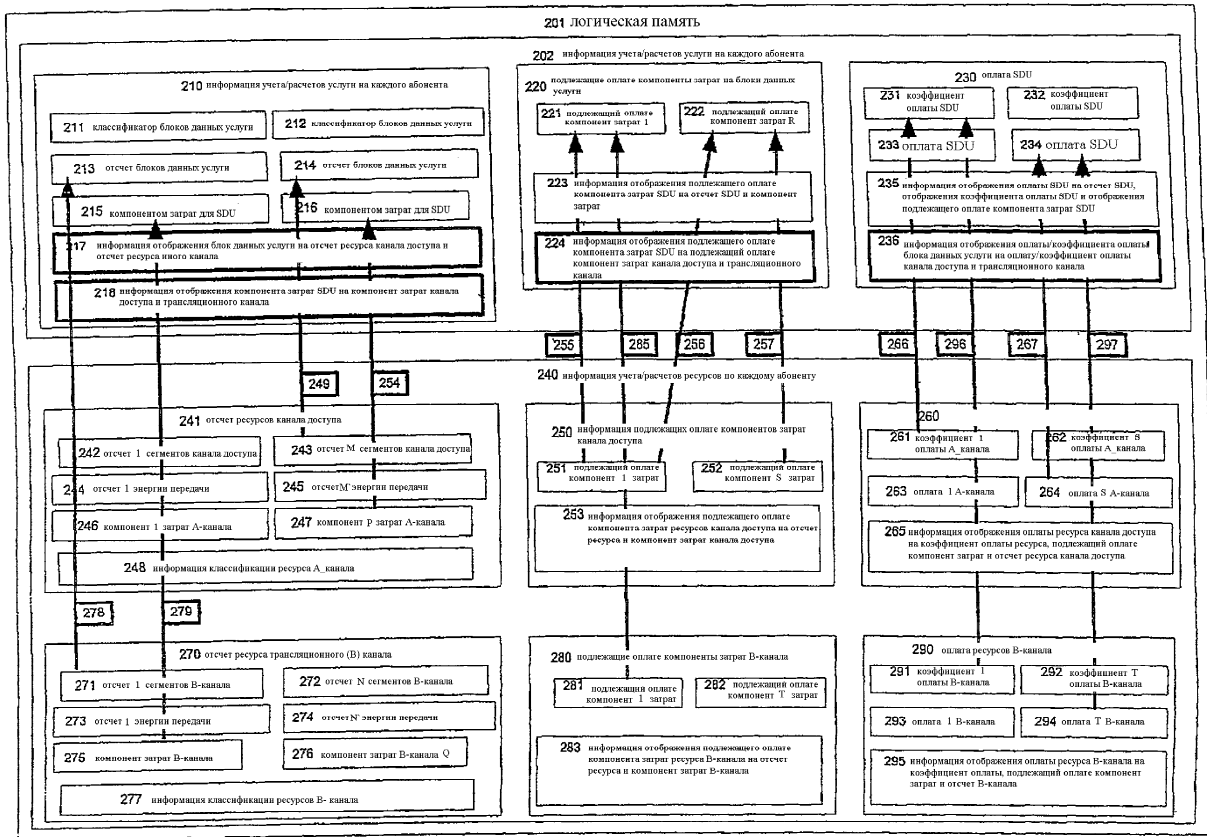 201 логическая память
202 информация учета/расчетов услуги на каждого абонента
210 информация учета/расчетов услуги на каждого абонента
211 классификатор блоков данных услуги
212 классификатор блоков данных услуги
213 отсчет блоков данных услуги
214 отсчет блоков данных услуги
215 компонентом затрат для SDU
216 компонентом затрат для SDU
217 информация отображения блок данных услуги на отсчет ресурса канала доступа и
отсчет ресурса иного канала
218 информация отображения компонента затрат SDU на компонент затрат канала
доступа и трансляционного канала
220 подлежащие оплате компоненты затрат на блоки данных
услуги
221 подлежащий оплате
компонент затрат 1
222 подлежащий оплате
компонент затрат R
223 информация отображения подлежащего оплате
компонента затрат SDU на отсчет SDU и компонент
затрат
224 информация отображения подлежащего оплате
компонента затрат SDU на подлежащий оплате
компонент затрат канала доступа и трансляционного
канала
230 оплата SDU
231 коэффициент
оплаты SDU
232 коэффициент
оплаты SDU
233 оплата SDU
234 оплата SDU
235 информация отображения оплаты SDU на отсчет SDU,
отображения коэффициента оплаты SDU и отображения
подлежащего оплате компонента затрат SDU
236 информация отображения оплаты/коэффициента оплаты
блока данных услуги на оплату/коэффициент оплаты
канала доступа и трансляционного канала
249
254
255
285
256
257
266
296
267
297
240 информация учета/расчетов ресурсов по каждому абоненту
241 отсчет ресурсов канала доступа
242 отсчет 1 сегментов канала доступа
243 отсчет M сегментов канала доступа
244 отсчет 1 энергии передачи
245 отсчет M' энергии передачи
246 компонент 1 затрат A-канала
247 компонент P затрат A-канала
248 информация классификации ресурса A_канала
250 информация подлежащих оплате компонентов затрат
канала доступа
251 подлежащий оплате
компонент 1 затрат
252 подлежащий оплате
компонент S затрат
253 информация отображения подлежащего оплате
компонента затрат ресурсов канала доступа на отсчет
ресурса и компонент затрат канала доступа
260
261 коэффициент 1
оплаты A_канала
262 коэффициент S
оплаты A_канала
263 оплата 1 A-канала
264 оплата S A-канала
265 информация отображения оплаты ресурса канала доступа
на коэффициент оплаты ресурса, подлежащий оплате
компонент затрат и отсчет ресурса канала доступа
278
279
270 отсчет ресурса трансляционного (B) канала
271 отсчет 1 сегментов B-канала
272 отсчет N сегментов B-канала
273 отсчет 1 энергии передачи
274 отсчет N' энергии передачи
275 компонент затрат B-канала
276 компонент затрат B-канала Q
277 информация классификации ресурсов B- канала
280 подлежащие оплате компоненты затрат B-канала
281 подлежащий оплате
компонент 1 затрат
282 подлежащий оплате
компонент T затрат
283 информация отображения подлежащего оплате
компонента затрат ресурса B-канала на отсчет
ресурса и компонент затрат B-канала
290 оплата ресурсов B-канала
291 коэффициент 1
оплаты B-канала
292 коэффициент T
оплаты B-канала
293 оплата 1 B-канала
294 оплата T B-канала
295 информация отображения оплаты ресурса B-канала на
коэффициент оплаты, подлежащий оплате компонент
затрат и отсчет B-канала